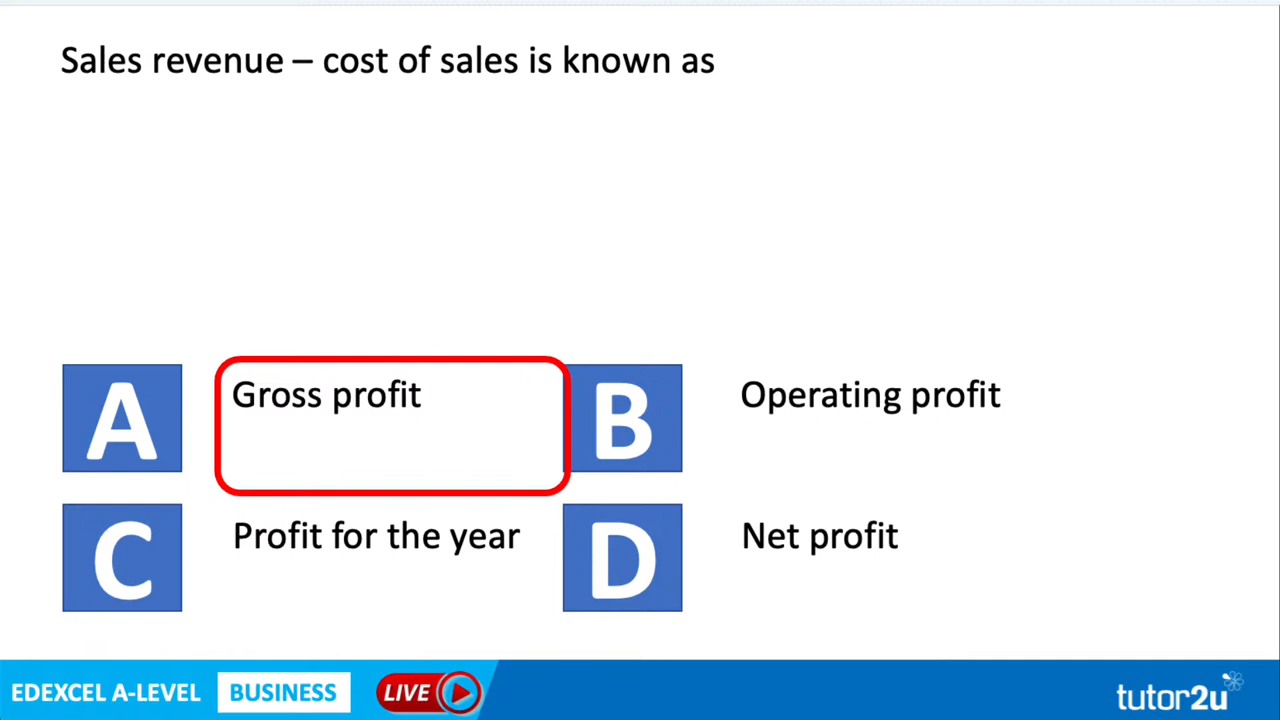 Sales revenue – cost of sales is known as
A Gross profit
B Operating profit
C Profit for the year
D Net profit
EDEXCEL A-LEVEL BUSINESS LIVE tutor2u